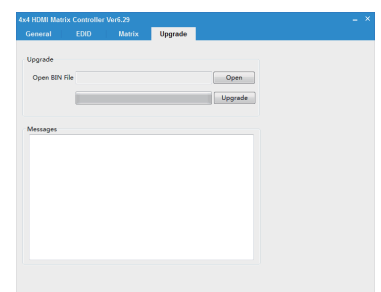 4x4 HDMI Matrix Controller Ver6.29
General EDID Matrix Upgrade
Upgrade
Open BIN File Open
Upgrade
Messages